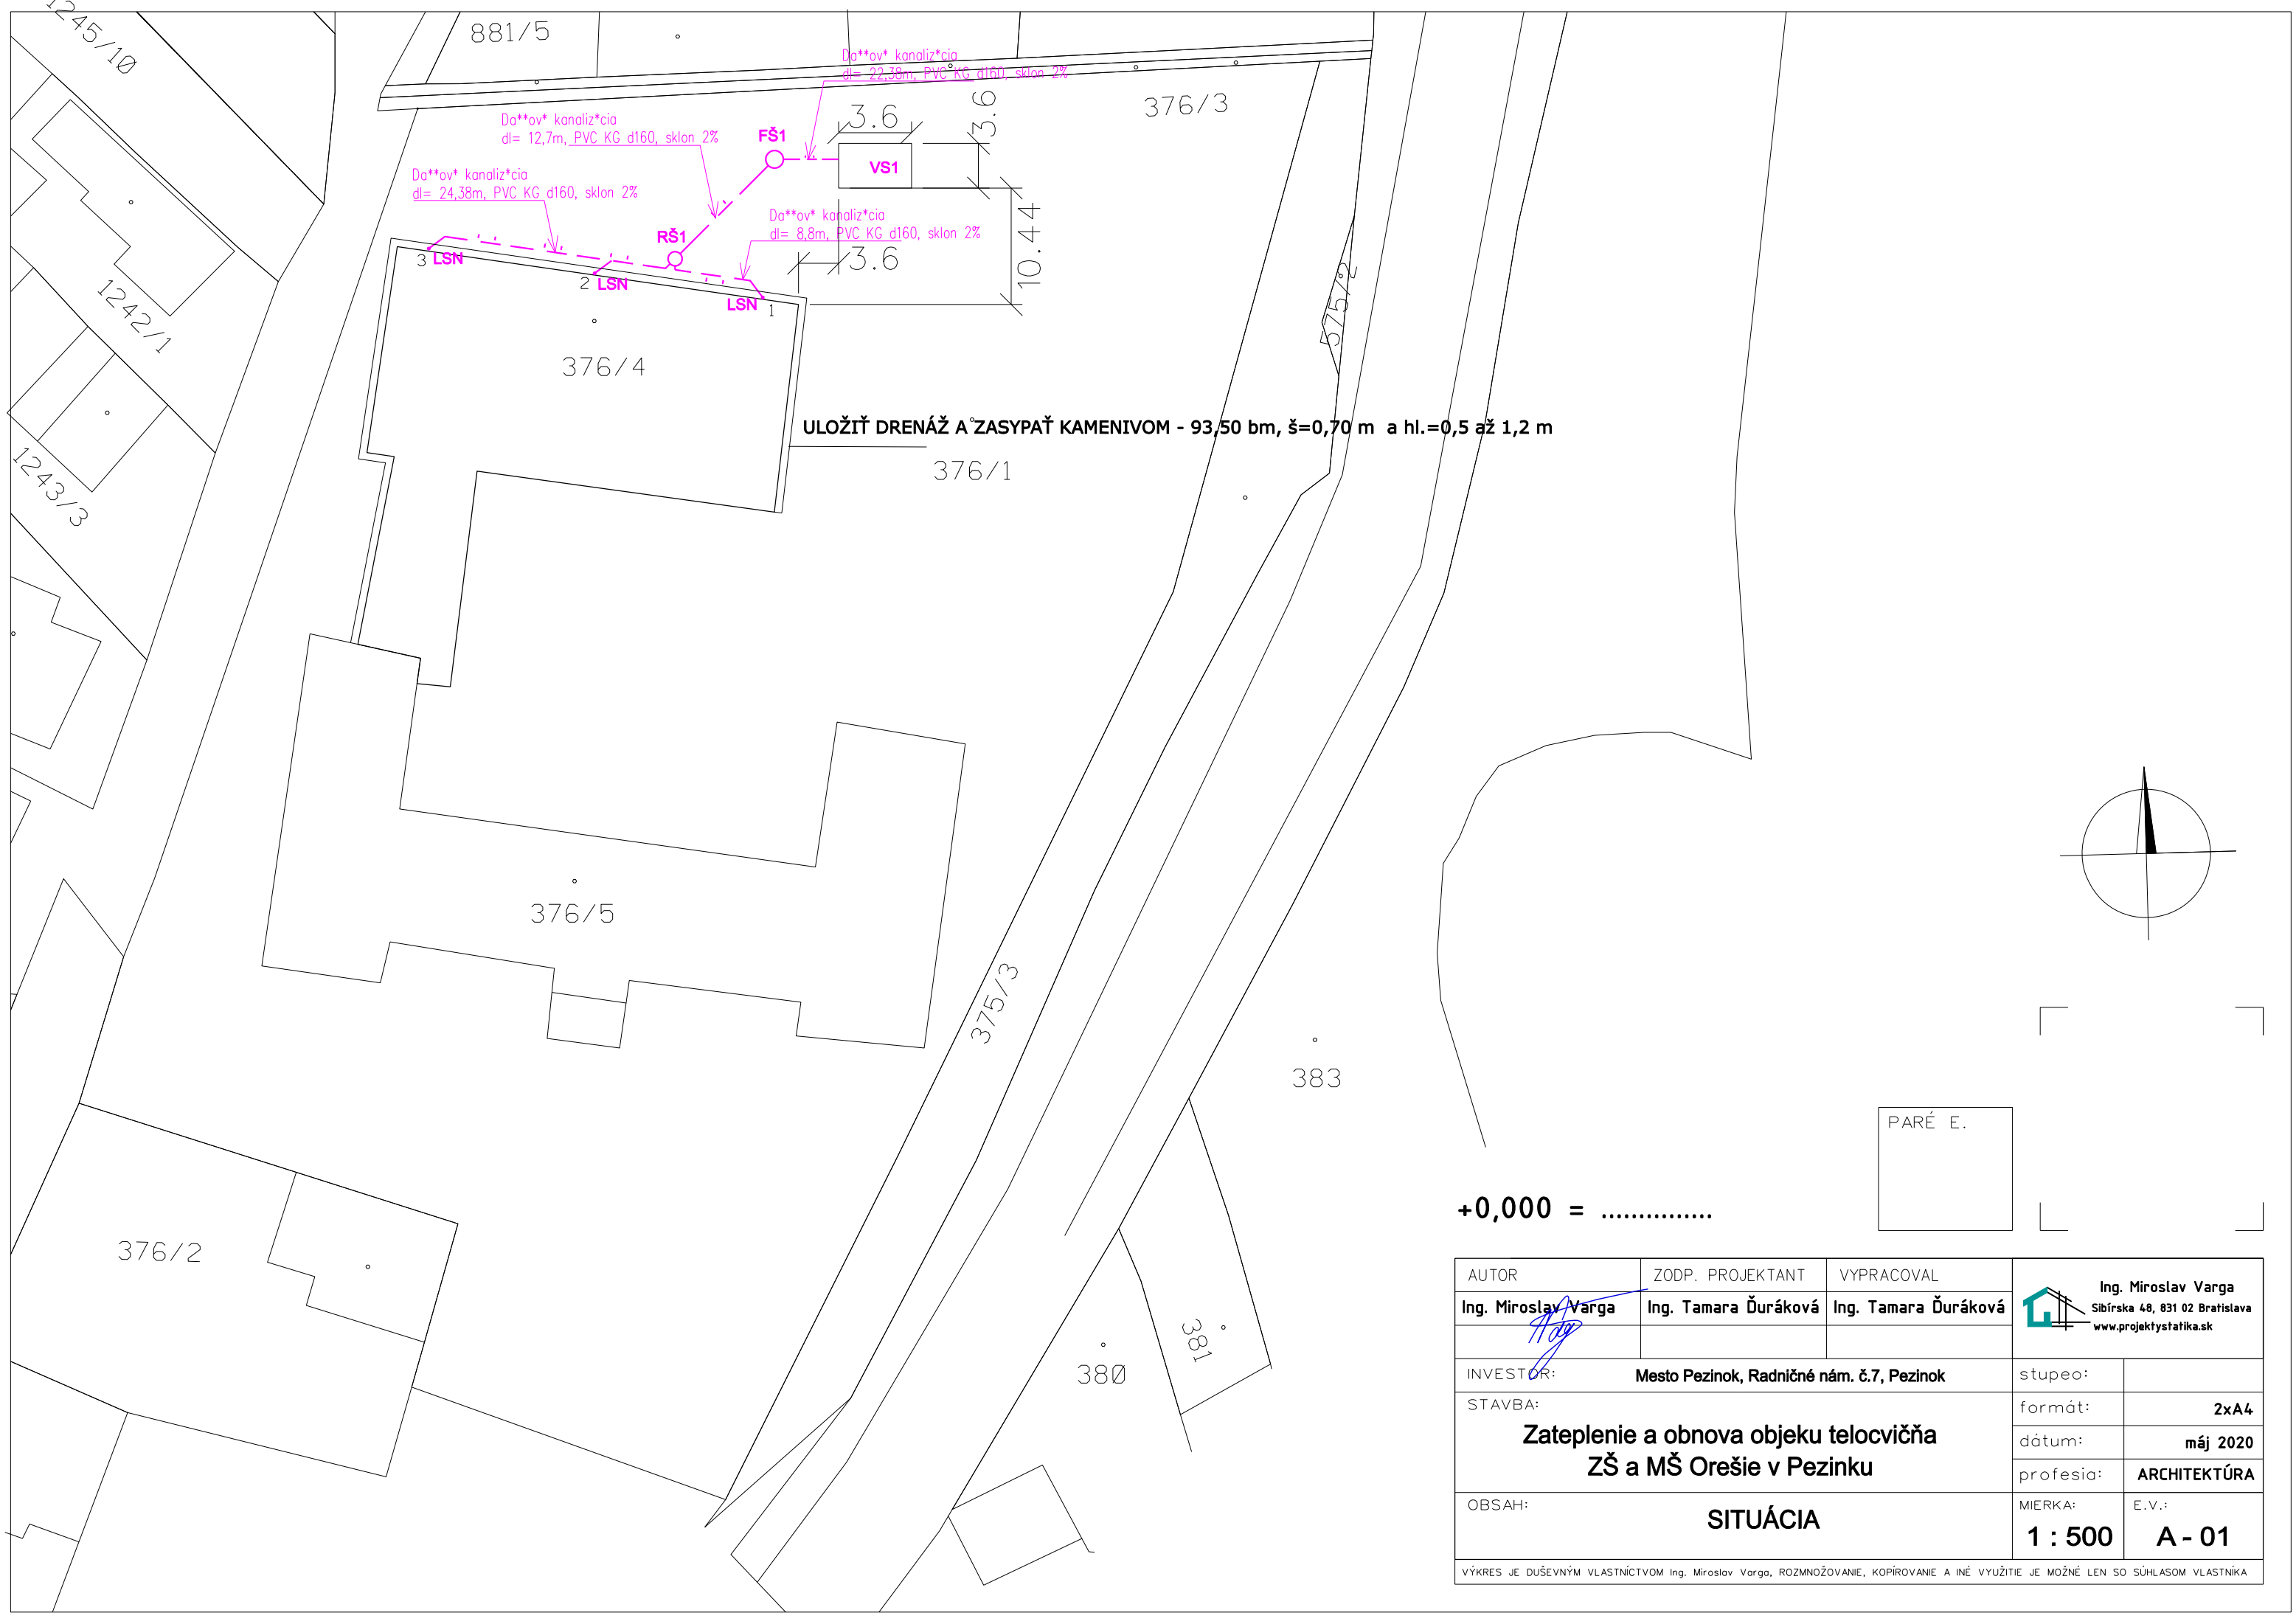 1245/10
881/5
Da**ov* kanaliz*cia
dl= 22,38m, PVC KG d160, sklon 2%
376/3
3.6
3.6
Da**ov* kanaliz*cia
dl= 12,7m, PVC KG d160, sklon 2%
FŠ1
VS1
Da**ov* kanaliz*cia
dl= 24,38m, PVC KG d160, sklon 2%
Da**ov* kanaliz*cia
dl= 8,8m, PVC KG d160, sklon 2%
RŠ1
10.44
3.6
3 LSN
2 LSN
LSN 1
575/2
1242/1
376/4
ULOŽIŤ DRENÁŽ A ZASYPAŤ KAMENIVOM - 93,50 bm, š=0,70 m a hl.=0,5 až 1,2 m
376/1
1243/3
376/5
375/3
383
PARÉ E.
+0,000 = ...............
376/2
381
380
AUTOR
ZODP. PROJEKTANT
VYPRACOVAL
Ing. Miroslav Varga
Ing. Tamara Ďuráková
Ing. Tamara Ďuráková
Ing. Miroslav Varga
Sibírska 48, 831 02 Bratislava
www.projektystatika.sk
INVESTOR: Mesto Pezinok, Radničné nám. č.7, Pezinok
stupeo:
STAVBA:
Zateplenie a obnova objeku telocvičňa
ZŠ a MŠ Orešie v Pezinku
formát: 2xA4
dátum: máj 2020
profesia: ARCHITEKTÚRA
OBSAH:
SITUÁCIA
MIERKA:
1 : 500
E.V.:
A - 01
VÝKRES JE DUŠEVNÝM VLASTNÍCTVOM Ing. Miroslav Varga, ROZMNOŽOVANIE, KOPÍROVANIE A INÉ VYUŽITIE JE MOŽNÉ LEN SO SÚHLASOM VLASTNÍKA